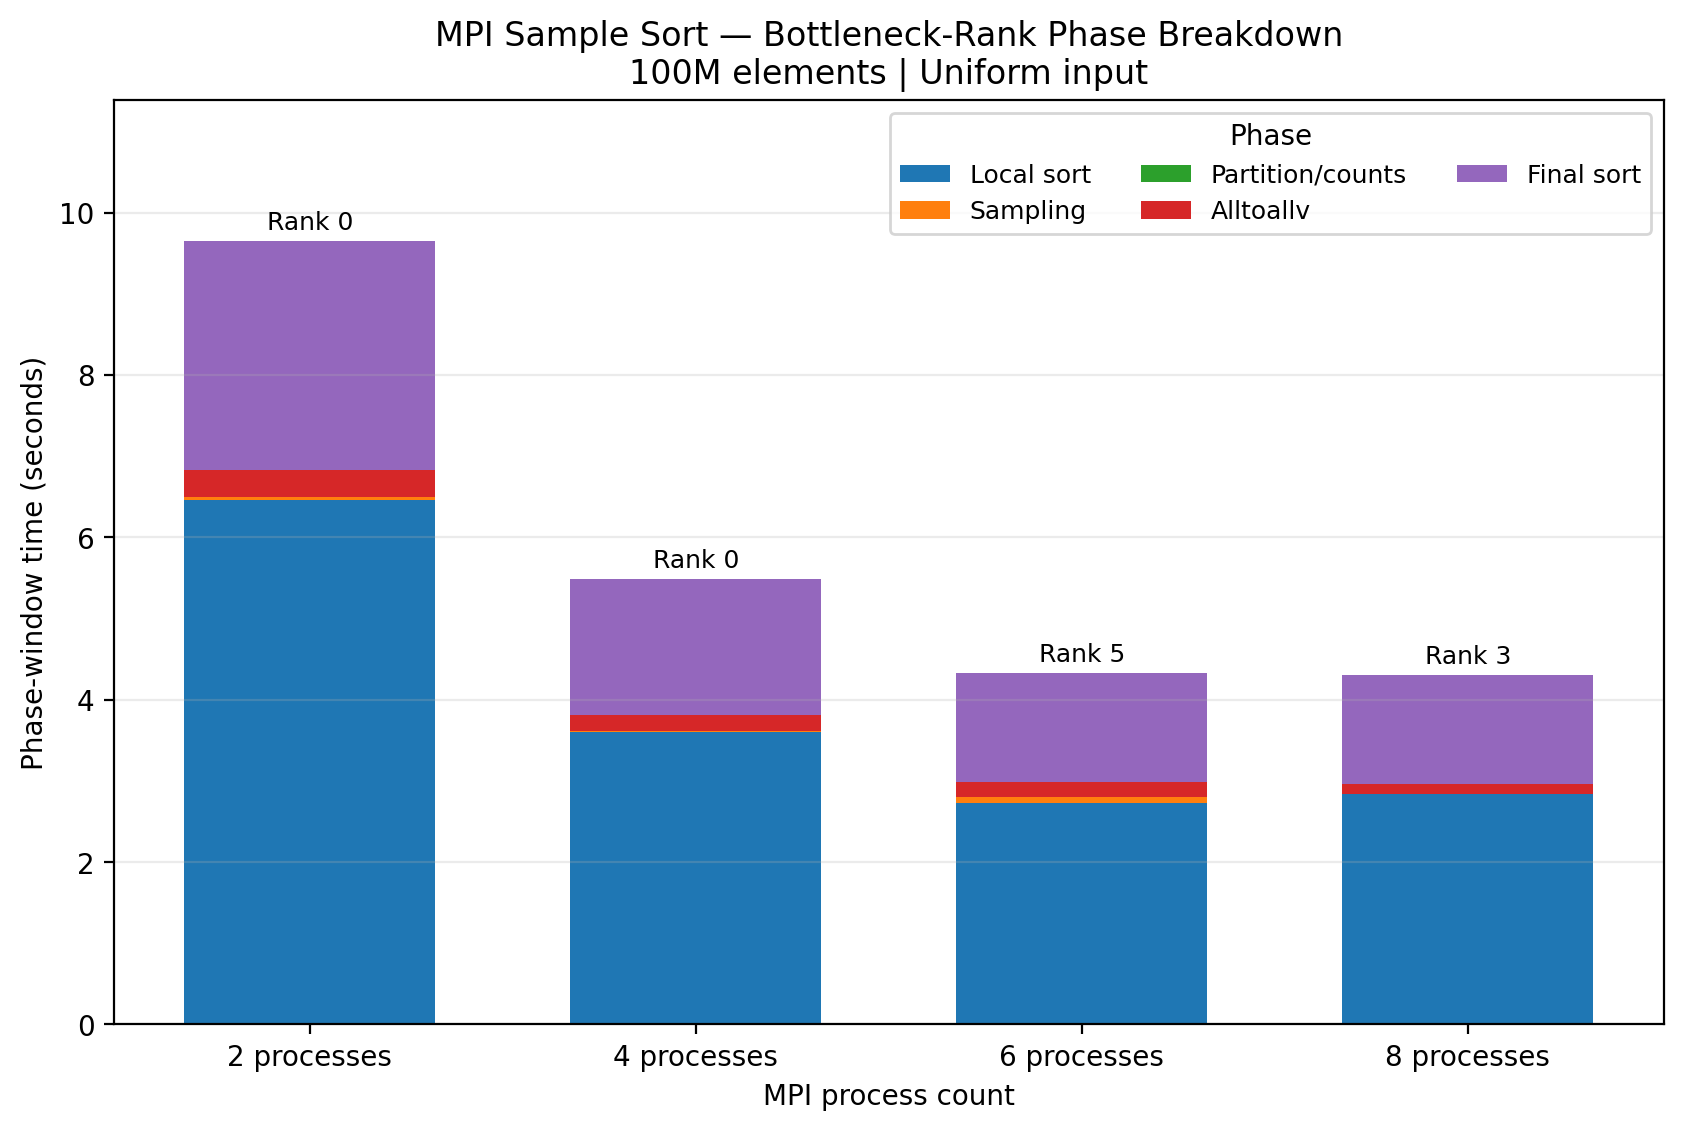 MPI Sample Sort — Bottleneck-Rank Phase Breakdown
100M elements | Uniform input
Phase
Local sort
Sampling
Partition/counts
Alltoallv
Final sort
Phase-window time (seconds)
10
8
6
4
2
0
Rank 0
Rank 0
Rank 5
Rank 3
2 processes
4 processes
6 processes
8 processes
MPI process count